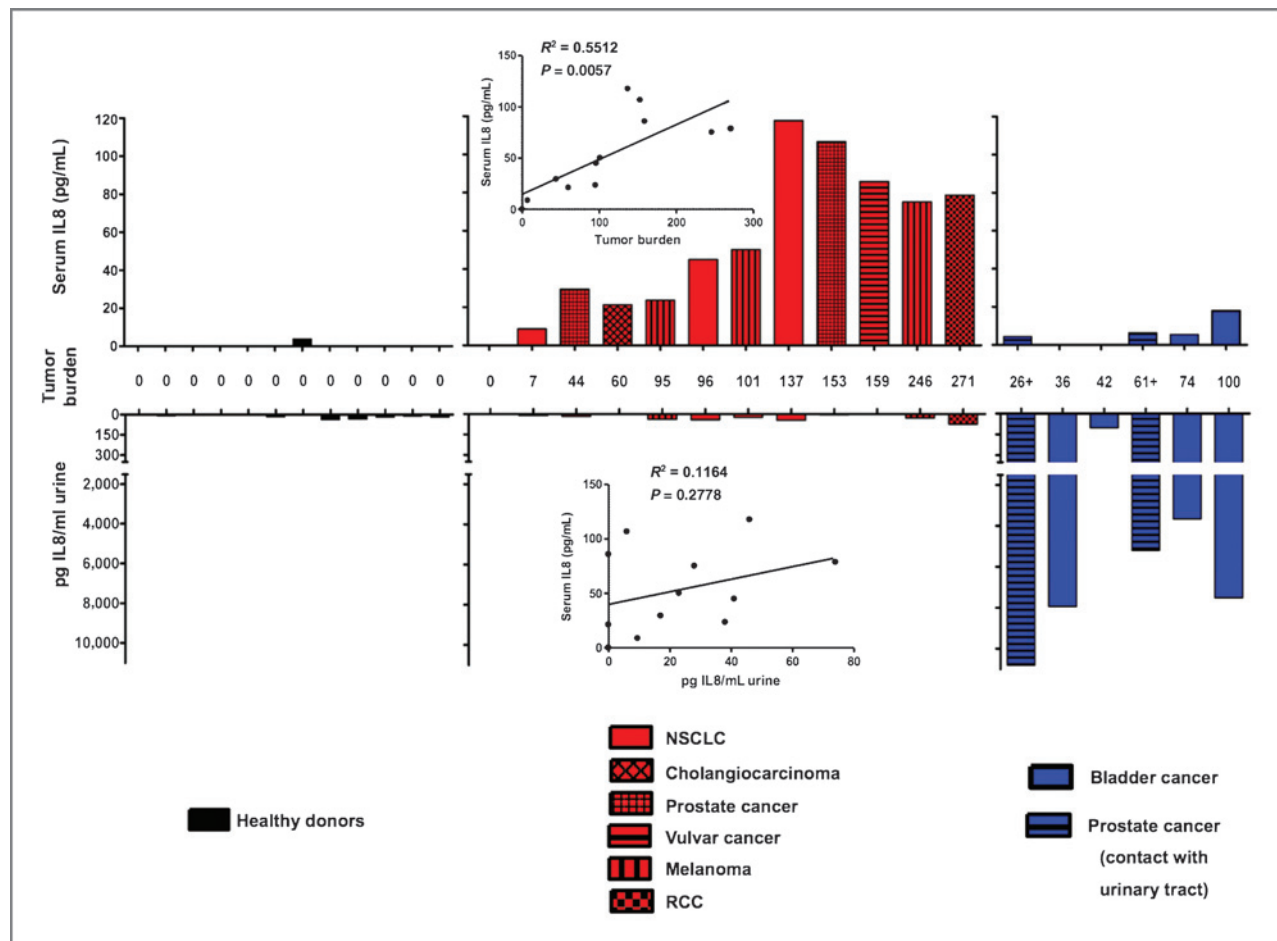 R² = 0.5512
P = 0.0057
Serum IL8 (pg/mL)
150
100
50
0
0
100
200
300
Tumor burden
Serum IL8 (pg/mL)
120
100
80
60
40
20
0
Tumor
burden
0 0 0 0 0 0 0 0 0 0 0 0
0 7 44 60 95 96 101 137 153 159 246 271
26+ 36 42 61+ 74 100
pg IL8/ml urine
0
150
300
2,000
4,000
6,000
8,000
10,000
R² = 0.1164
P = 0.2778
Serum IL8 (pg/mL)
150
100
50
0
0 20 40 60 80
pg IL8/mL urine
Healthy donors
NSCLC
Cholangiocarcinoma
Prostate cancer
Vulvar cancer
Melanoma
RCC
Bladder cancer
Prostate cancer
(contact with
urinary tract)